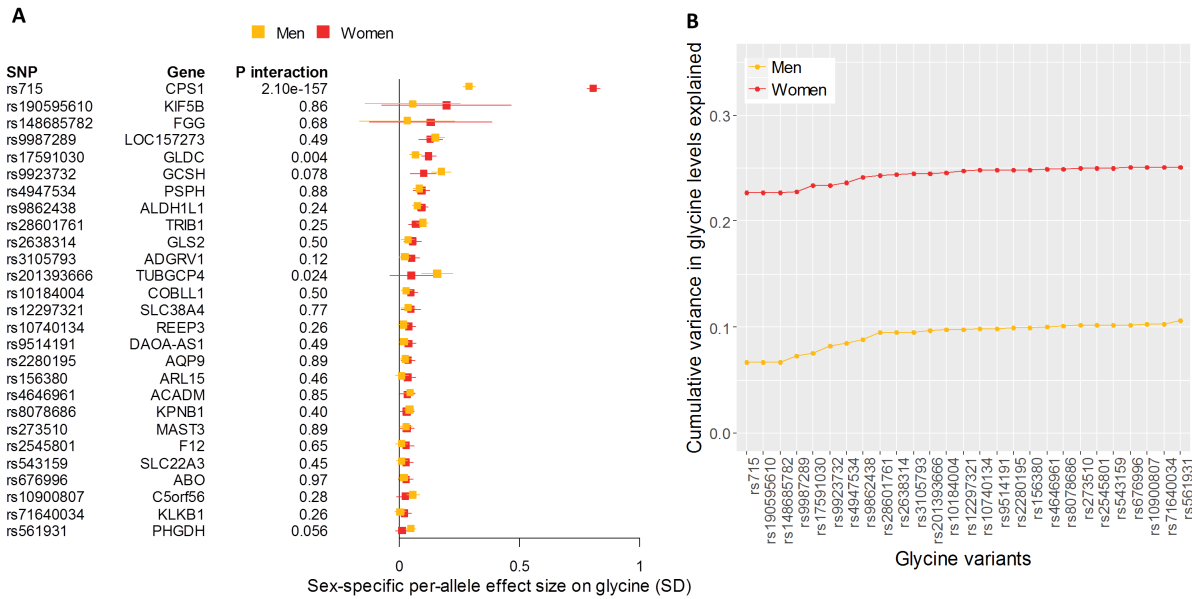 A
Men Women
SNP Gene P interaction
rs715 CPS1 2.10e-157
rs190595610 KIF5B 0.86
rs148685782 FGG 0.68
rs9987289 LOC157273 0.49
rs17591030 GLDC 0.004
rs9923732 GCSH 0.078
rs4947534 PSPH 0.88
rs9862438 ALDH1L1 0.24
rs28601761 TRIB1 0.25
rs2638314 GLS2 0.50
rs3105793 ADGRV1 0.12
rs201393666 TUBGCP4 0.024
rs10184004 COBLL1 0.50
rs12297321 SLC38A4 0.77
rs10740134 REEP3 0.26
rs9514191 DAOA-AS1 0.49
rs2280195 AQP9 0.89
rs156380 ARL15 0.46
rs4646961 ACADM 0.85
rs8078686 KPNB1 0.40
rs273510 MAST3 0.89
rs2545801 F12 0.65
rs543159 SLC22A3 0.45
rs676996 ABO 0.97
rs10900807 C5orf56 0.28
rs71640034 KLKB1 0.26
rs561931 PHGDH 0.056
0 0.5 1
Sex-specific per-allele effect size on glycine (SD)
B
Cumulative variance in glycine levels explained
Men
Women
0.3
0.2
0.1
0.0
rs715
rs190595610
rs148685782
rs9987289
rs17591030
rs9923732
rs4947534
rs9862438
rs28601761
rs2638314
rs3105793
rs201393666
rs10184004
rs12297321
rs10740134
rs9514191
rs2280195
rs156380
rs4646961
rs8078686
rs273510
rs2545801
rs543159
rs676996
rs10900807
rs71640034
rs561931
Glycine variants